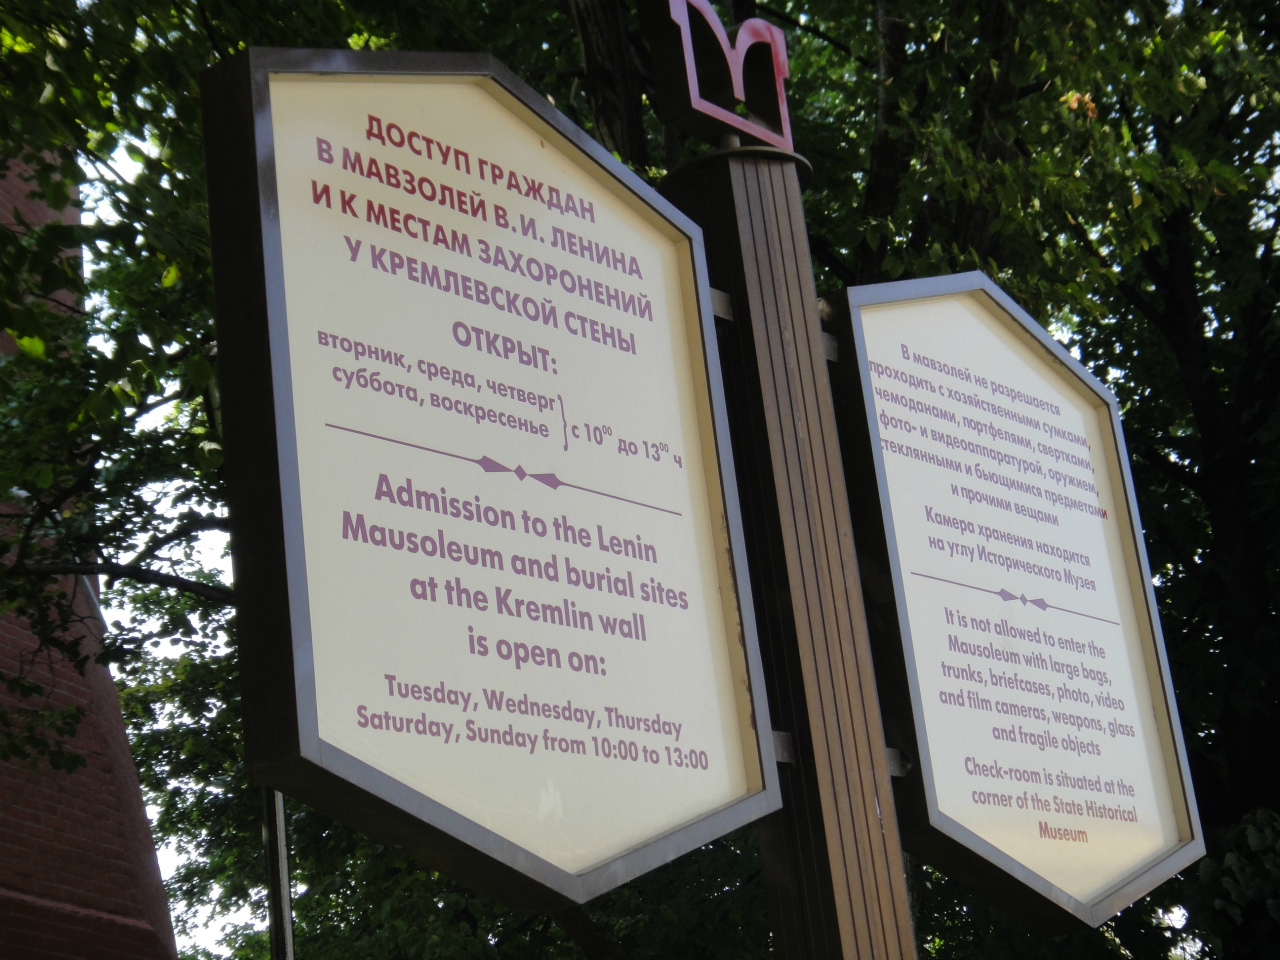 ДОСТУП ГРАЖДАН
В МАВЗОЛЕЙ В. И. ЛЕНИНА
И К МЕСТАМ ЗАХОРОНЕНИЙ
У КРЕМЛЕВСКОЙ СТЕНЫ
ОТКРЫТ:
вторник, среда, четверг
суббота, воскресенье } с 10⁰⁰ до 13⁰⁰ ч
Admission to the Lenin
Mausoleum and burial sites
at the Kremlin wall
is open on:
Tuesday, Wednesday, Thursday
Saturday, Sunday from 10:00 to 13:00
В мавзолей не разрешается
проходить с хозяйственными сумками,
чемоданами, портфелями, свертками,
фото- и видеоаппаратурой, оружием,
стеклянными и бьющимися предметами
и прочими вещами
Камера хранения находится
на углу Исторического Музея
It is not allowed to enter the
Mausoleum with large bags,
trunks, briefcases, photo, video
and film cameras, weapons, glass
and fragile objects
Check-room is situated at the
corner of the State Historical
Museum